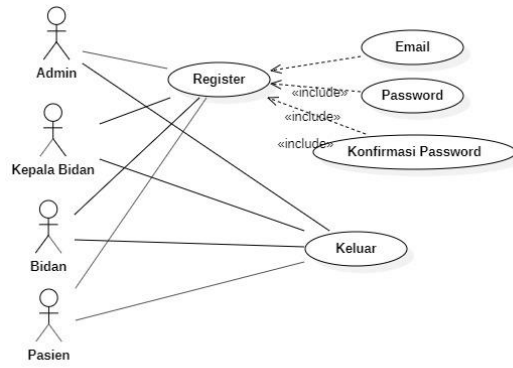 Admin
Kepala Bidan
Bidan
Pasien
Register
Keluar
Email
Password
Konfirmasi Password
«include»
«include»
«include»